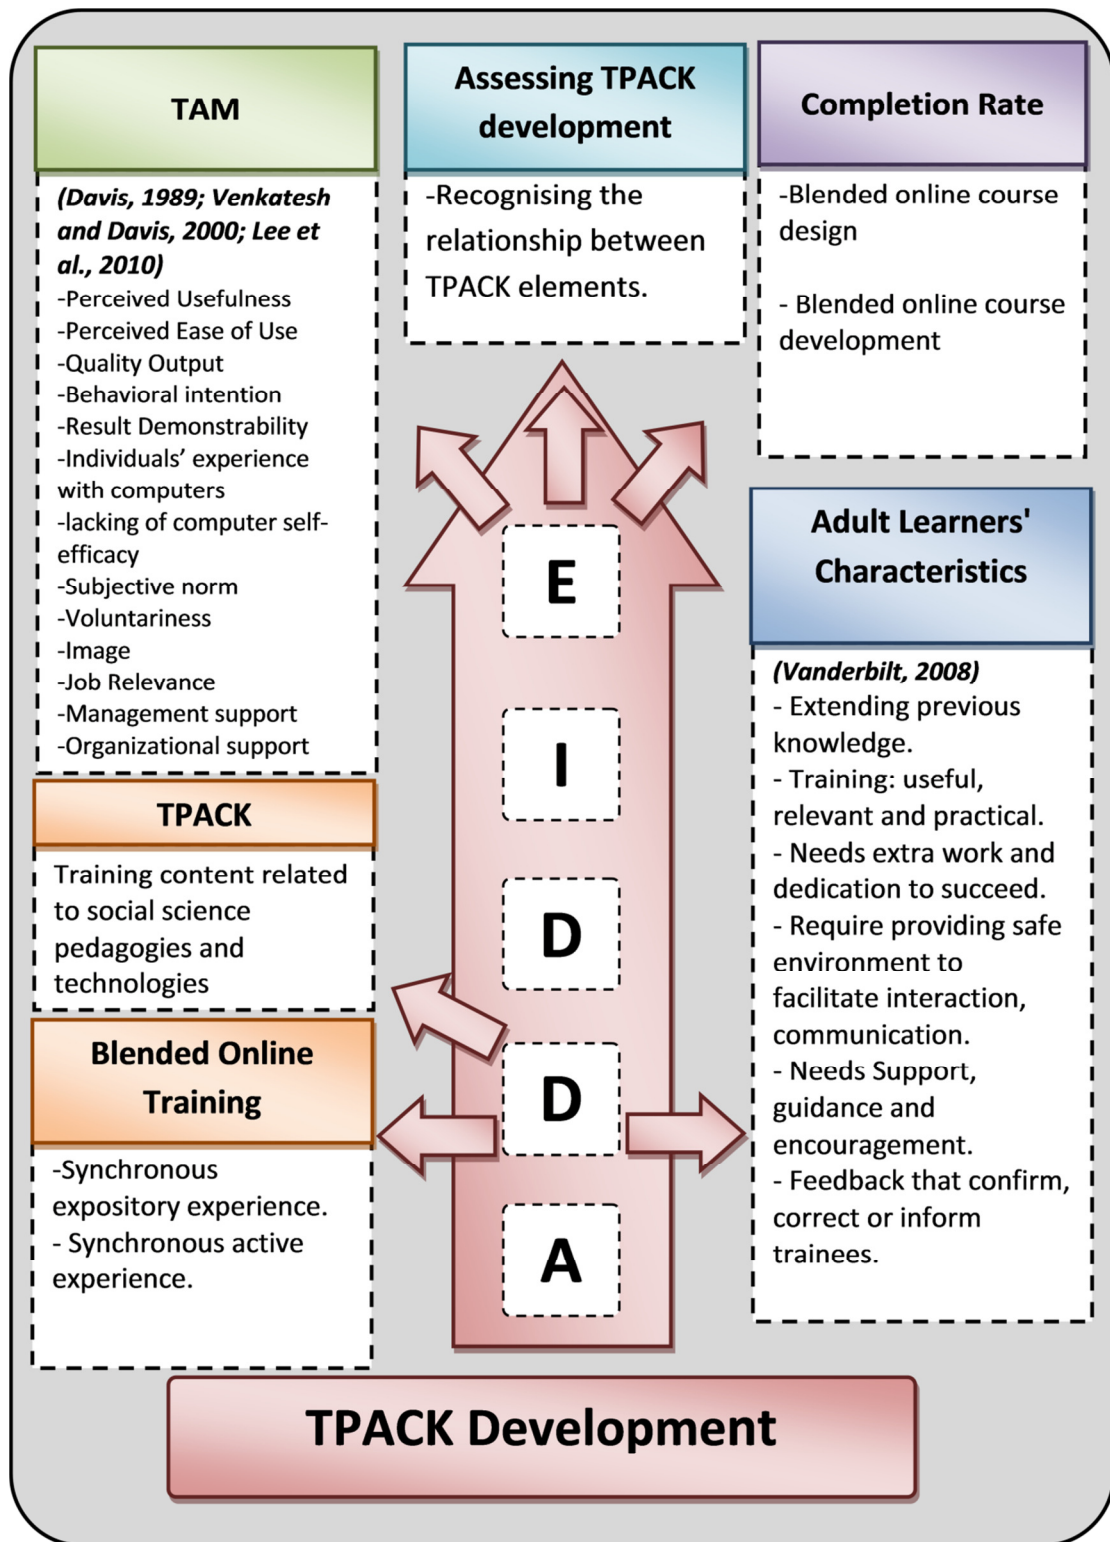 TAM
(Davis, 1989; Venkatesh
and Davis, 2000; Lee et
al., 2010)
-Perceived Usefulness
-Perceived Ease of Use
-Quality Output
-Behavioral intention
-Result Demonstrability
-Individuals’ experience
with computers
-lacking of computer self-
efficacy
-Subjective norm
-Voluntariness
-Image
-Job Relevance
-Management support
-Organizational support
TPACK
Training content related
to social science
pedagogies and
technologies
Blended Online
Training
-Synchronous
expository experience.
- Synchronous active
experience.
Assessing TPACK
development
-Recognising the
relationship between
TPACK elements.
E
I
D
D
A
Completion Rate
-Blended online course
design
- Blended online course
development
Adult Learners'
Characteristics
(Vanderbilt, 2008)
- Extending previous
knowledge.
- Training: useful,
relevant and practical.
- Needs extra work and
dedication to succeed.
- Require providing safe
environment to
facilitate interaction,
communication.
- Needs Support,
guidance and
encouragement.
- Feedback that confirm,
correct or inform
trainees.
TPACK Development